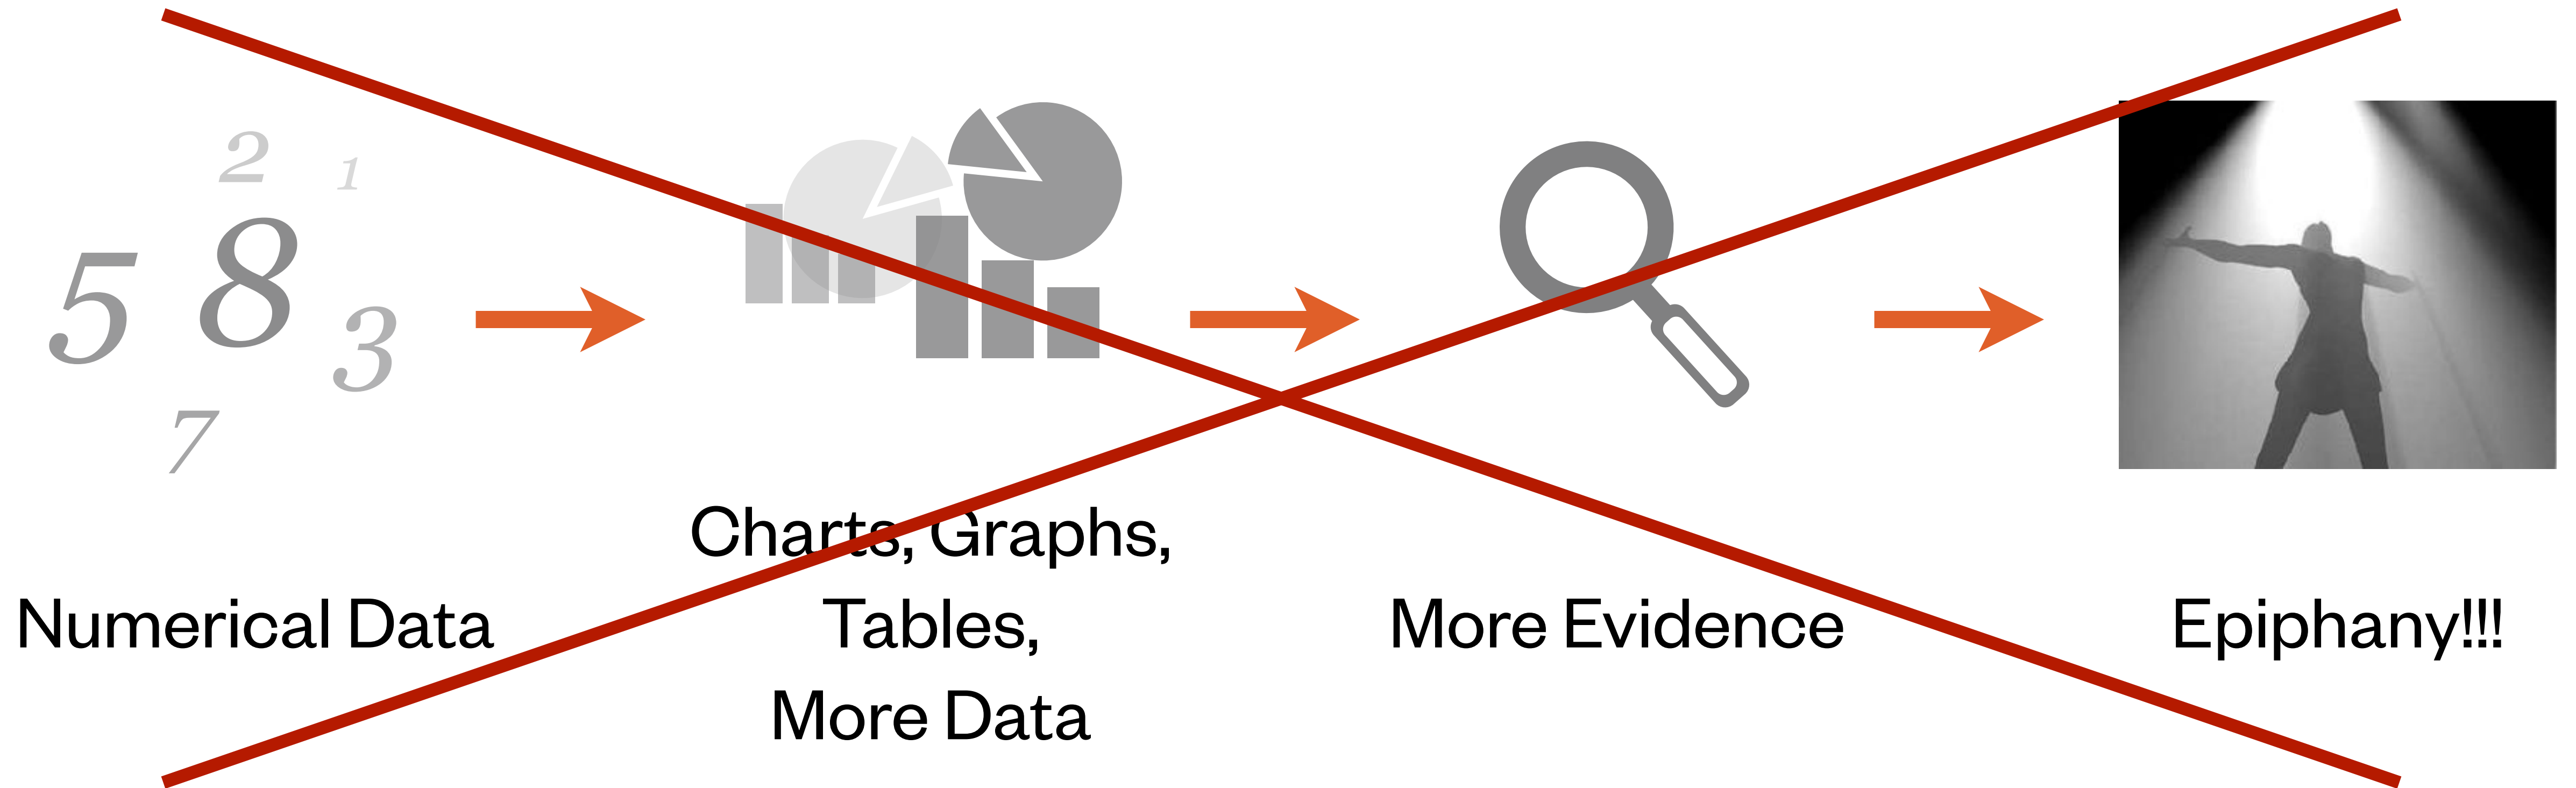 2
1
5
8
3
7
Numerical Data
Charts, Graphs,
Tables,
More Data
More Evidence
Epiphany!!!